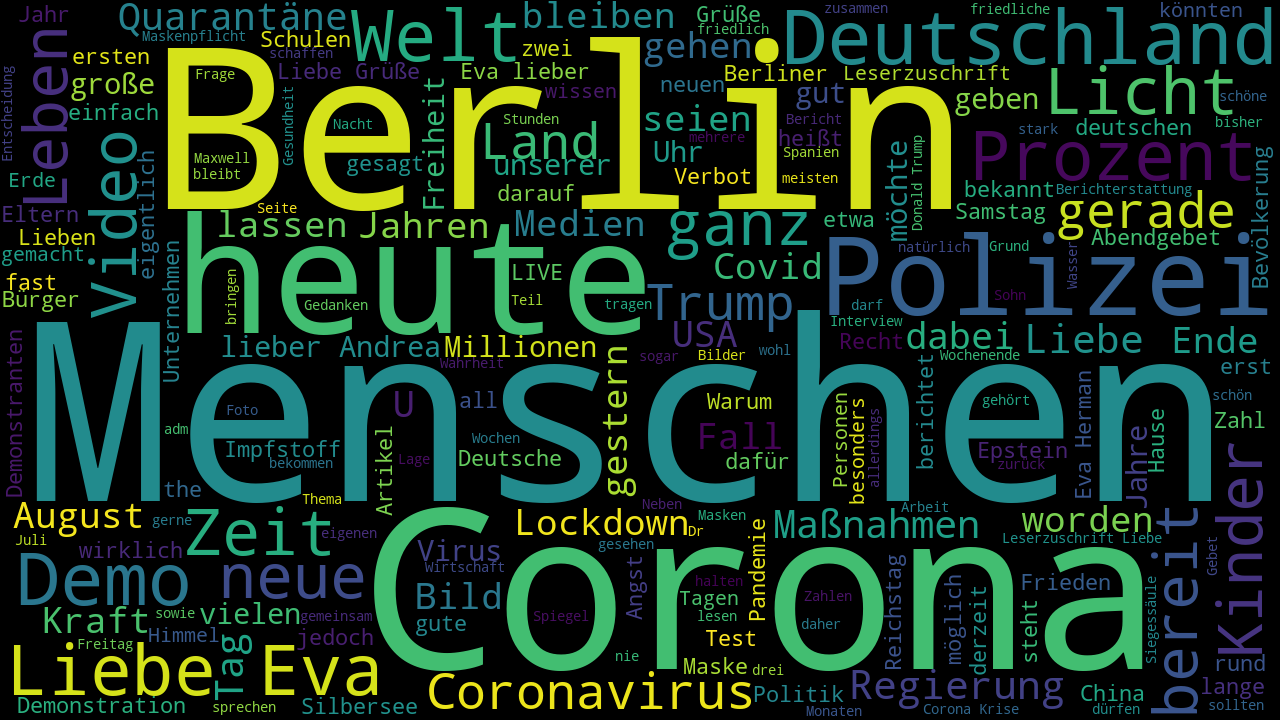 Jahr
Quarantäne
Maskenpflicht
Welt
bleiben
Grüße
friedlich
zusammen
Deutschland
friedliche
könnten
ersten
Schulen
schaffen
zwei
gehen
große
Frage
Liebe Grüße
Eva lieber
wissen
Berliner
neuen
Leserzuschrift
gut
geben
Licht
schöne
Entscheidung
Leben
einfach
Berlin
Gesundheit
Nacht
Freiheit
Stunden
Land
seien
mehrere
Bericht
heißt
stark
deutschen
bisher
video
Maxwell
bleibt
gesagt
unserer
Uhr
Spanien
Donald Trump
Prozent
Erde
eigentlich
darauf
Verbot
meisten
möchte
bekannt
Berichterstattung
Bevölkerung
Eltern
Seite
lassen
Jahren
Medien
ganz
etwa
Samstag
gerade
Lieben
gemacht
Unternehmen
heute
natürlich
Grund
Wasser
Abendgebet
fast
Bürger
bringen
LIVE
Covid
Polizei
Gedanken
Teil
tragen
Trump
darf
Sohn
Demonstranten
Menschen
lieber Andrea
Millionen
USA
Interview
Recht
dabei
Liebe
Ende
Wahrheit
gestern
sogar
Bilder
wohl
Wochenende
erst
Foto
U
all
Warum
Personen
besonders
allerdings
berichtet
gehört
Eva Herman
Jahre
Hause
schön
Zahl
adm
Impfstoff
bekommen
Artikel
Wochen
Lage
Deutsche
Fall
dafür
Epstein
zurück
Kinder
the
Thema
Neben
Arbeit
August
gerne
Zeit
eigenen
Corona
Lockdown
Dr
Masken
Pandemie
Maßnahmen
worden
Leserzuschrift Liebe
bereit
Gebet
Juli
wirklich
Virus
Wirtschaft
gesehen
Angst
Demo
neue
Bild
halten
Zahlen
Reichstag
möglich
derzeit
Frieden
steht
siegessäule
Kraft
sowie
vielen
gemeinsam
gute
Spiegel
Tagen
lesen
daher
Himmel
Freitag
Tag
jedoch
Test
rund
Liebe
Eva
nie
Maske
drei
Regierung
China
lange
Demonstration
sprechen
Silbersee
Coronavirus
Politik
Monaten
Corona Krise
dürfen
sollten